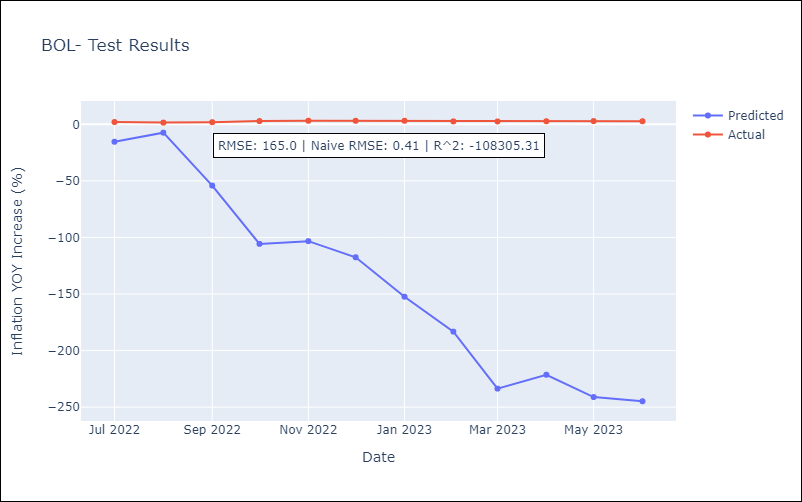 BOL- Test Results
Predicted
Actual
RMSE: 165.0 | Naive RMSE: 0.41 | R^2: -108305.31
Inflation YOY Increase (%)
0
−50
−100
−150
−200
−250
Jul 2022
Sep 2022
Nov 2022
Jan 2023
Mar 2023
May 2023
Date